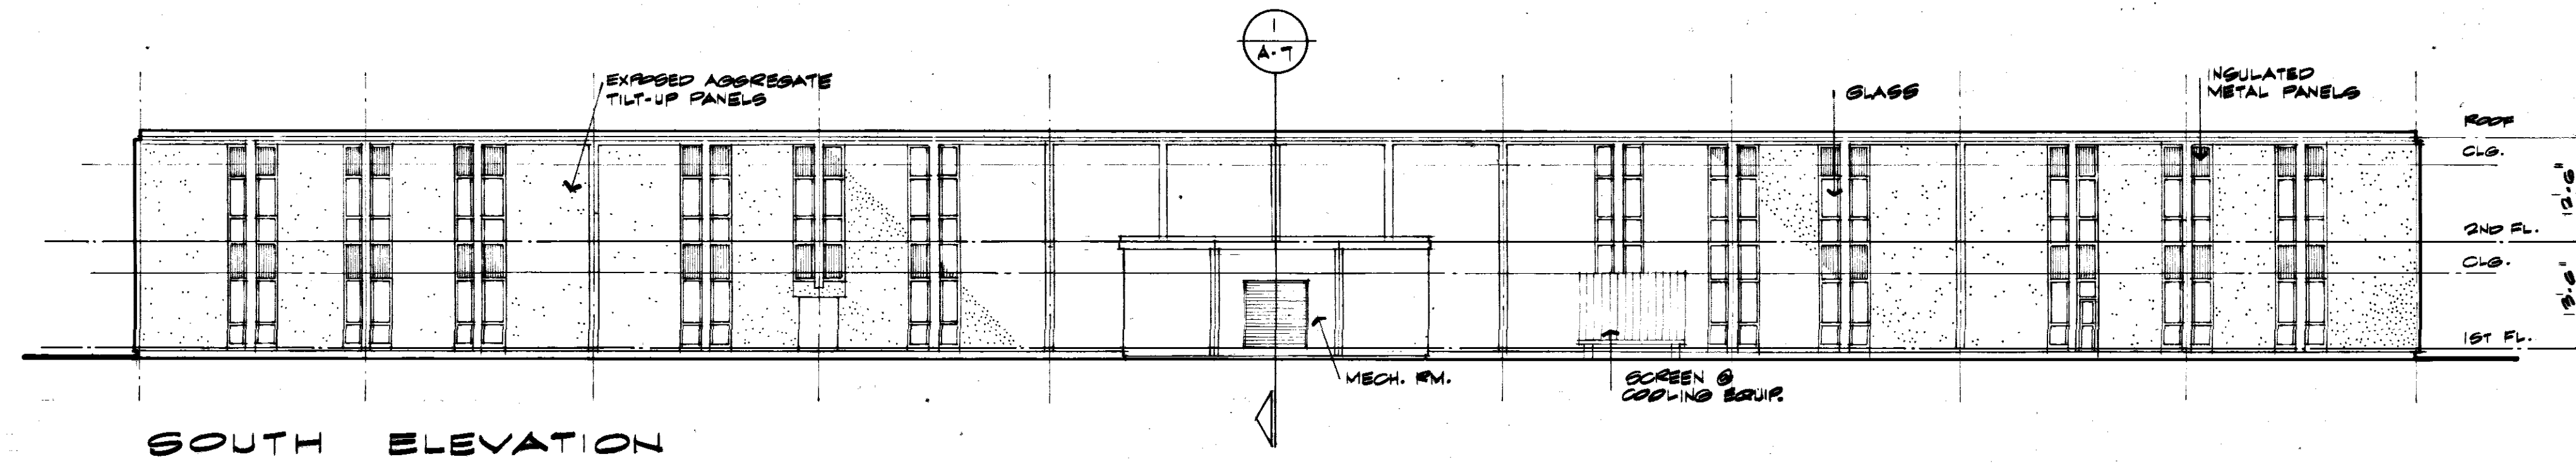 1
A-7
EXPOSED AGGREGATE
TILT-UP PANELS
GLASS
INSULATED
METAL PANELS
ROOF
CLG.
12'-6"
2ND FL.
CLG.
13'-6"
1ST FL.
MECH. RM.
SCREEN @
COOLING EQUIP.
SOUTH ELEVATION